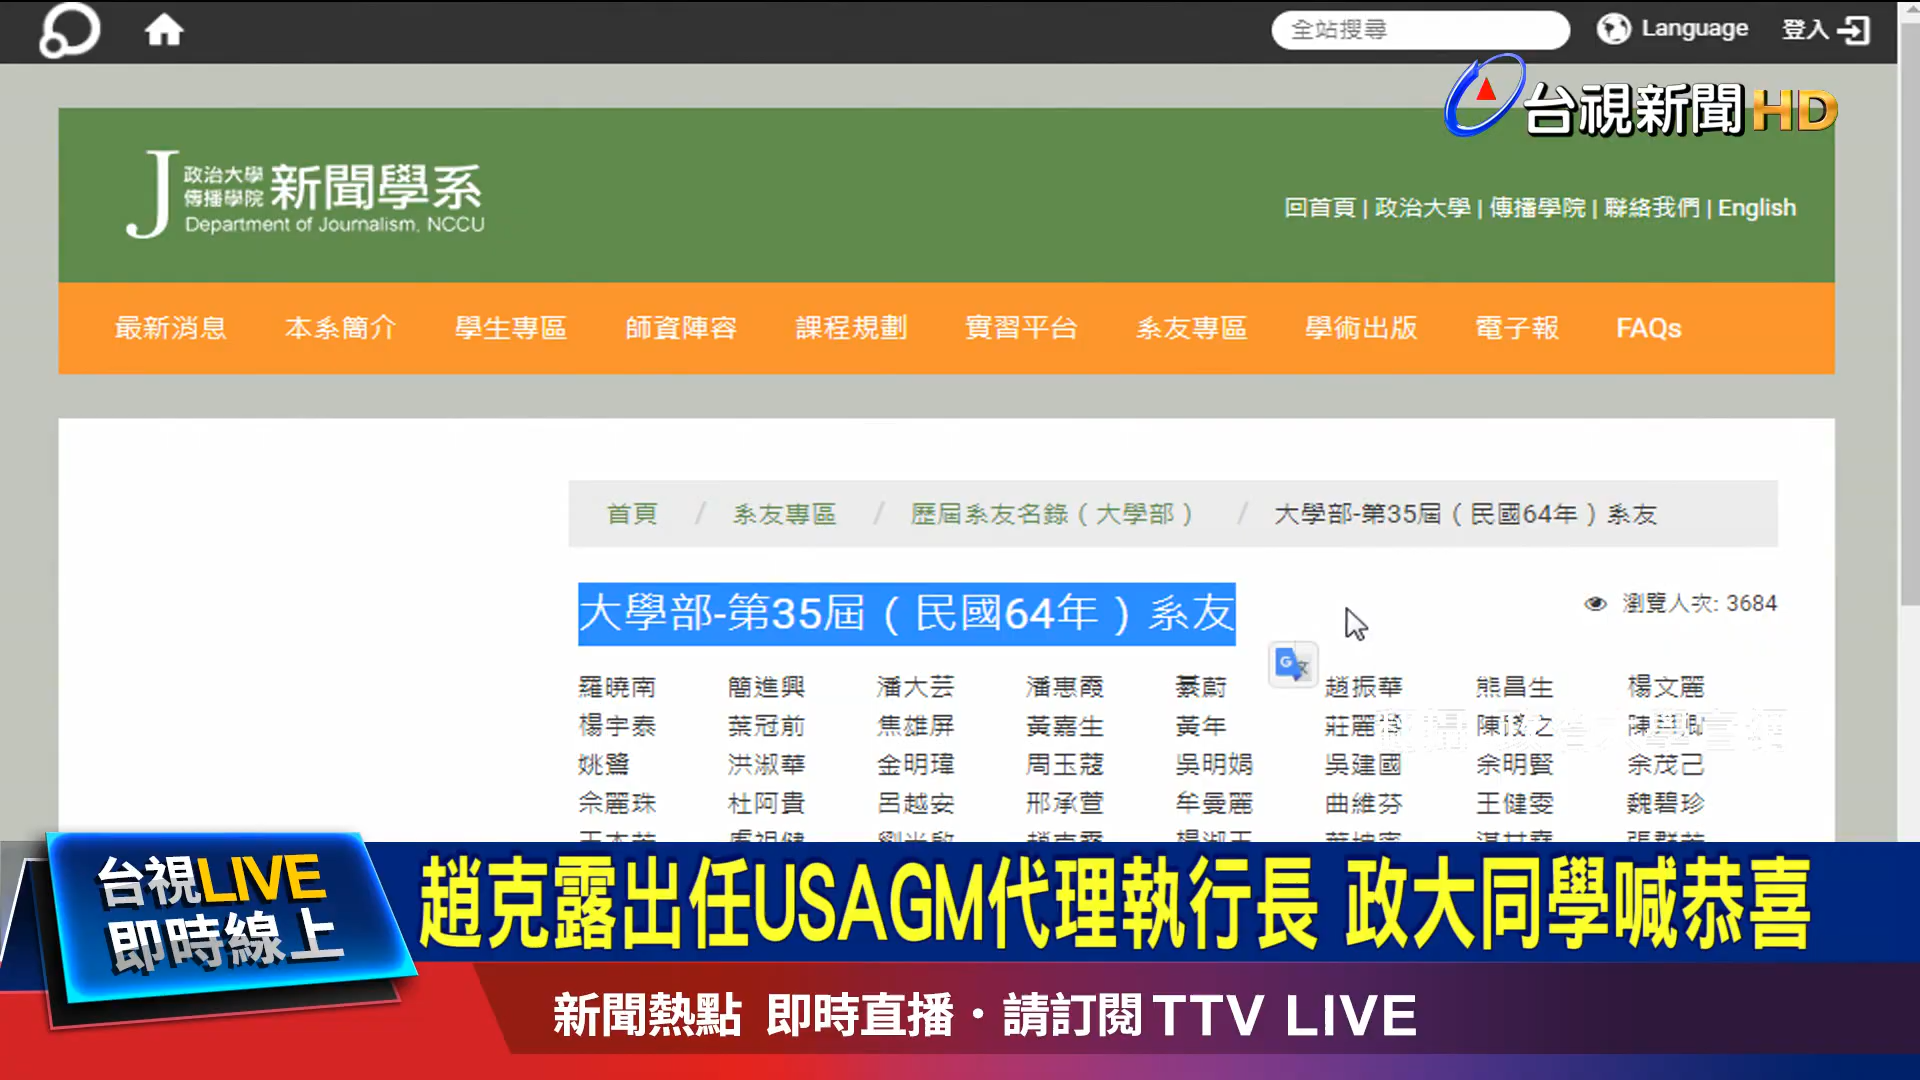 全站搜尋
Language
登入
台視新聞HD
政治大學
傳播學院
新聞學系
Department of Journalism, NCCU
回首頁 | 政治大學 | 傳播學院 | 聯絡我們 | English
最新消息 本系簡介 學生專區 師資陣容 課程規劃 實習平台 系友專區 學術出版 電子報 FAQs
首頁 / 系友專區 / 歷屆系友名錄（大學部） / 大學部-第35屆（民國64年）系友
大學部-第35屆（民國64年）系友
瀏覽人次: 3684
羅曉南 簡進興 潘大芸 潘惠霞 綦蔚 趙振華 熊昌生 楊文麗
楊宇泰 葉冠前 焦雄屏 黃嘉生 黃年 莊麗
姚鷺 洪淑華 金明瑋 周玉蔻 吳明娟 吳建國 余明賢 余茂己
佘麗珠 杜阿貴 呂越安 邢承萱 牟曼麗 曲維芬 王健雯 魏碧珍
台視LIVE
即時線上
趙克露出任USAGM代理執行長 政大同學喊恭喜
新聞熱點 即時直播・請訂閱TTV LIVE